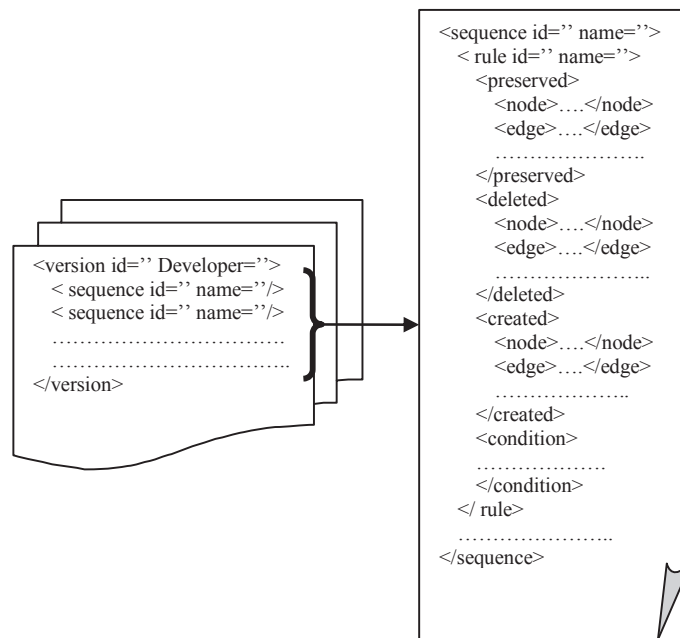 <version id='' Developer=''>
< sequence id='' name=''/>
< sequence id='' name=''/>
……………………………
…………………………….
</version>
<sequence id='' name=''>
< rule id='' name=''>
<preserved>
<node>….</node>
<edge>….</edge>
………………….
</preserved>
<deleted>
<node>….</node>
<edge>….</edge>
…………………..
</deleted>
<created>
<node>….</node>
<edge>….</edge>
………………..
</created>
<condition>
……………….
</condition>
</ rule>
…………………..
</sequence>